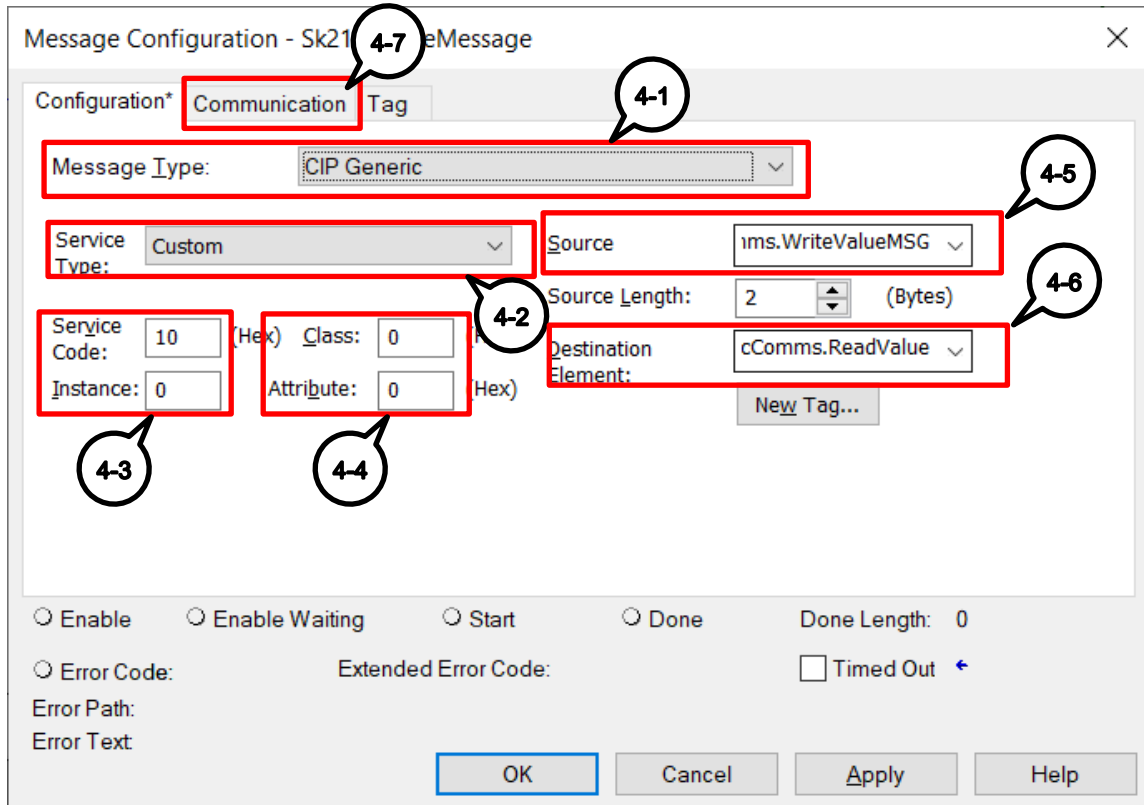 Message Configuration - Sk21 eMessage
4-7
Configuration* Communication Tag
4-1
Message Type: CIP Generic
4-5
Service Type: Custom
Source nms.WriteValueMSG
4-2
Source Length: 2 (Bytes)
4-6
Service Code: 10 (Hex) Class: 0
Destination Element: cComms.ReadValue
Instance: 0 Attribute: 0 (Hex)
New Tag...
4-3 4-4
Enable Enable Waiting Start Done Done Length: 0
Error Code: Extended Error Code: Timed Out
Error Path:
Error Text:
OK Cancel Apply Help